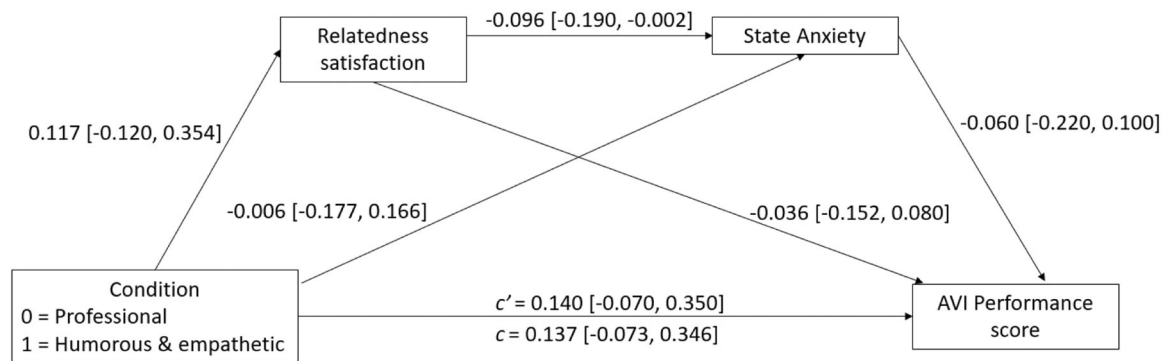 -0.096 [-0.190, -0.002]
Relatedness
satisfaction
State Anxiety
0.117 [-0.120, 0.354]
-0.060 [-0.220, 0.100]
-0.006 [-0.177, 0.166]
-0.036 [-0.152, 0.080]
Condition
0 = Professional
1 = Humorous & empathetic
c’ = 0.140 [-0.070, 0.350]
c = 0.137 [-0.073, 0.346]
AVI Performance
score